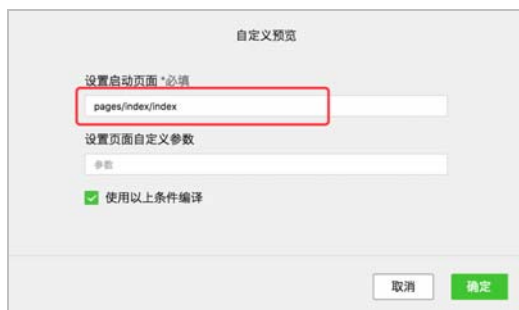 自定义预览
设置启动页面 *必填
pages/index/index
设置页面自定义参数
参数
使用以上条件编译
取消 确定